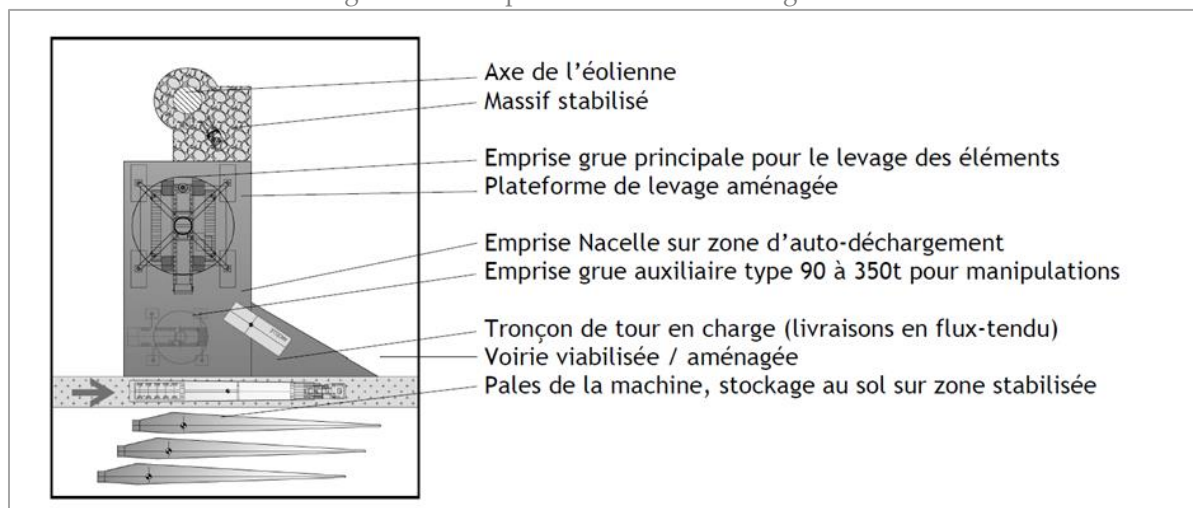 Axe de l'éolienne
Massif stabilisé
Emprise grue principale pour le levage des éléments
Plateforme de levage aménagée
Emprise Nacelle sur zone d'auto-déchargement
Emprise grue auxiliaire type 90 à 350t pour manipulations
Tronçon de tour en charge (livraisons en flux-tendu)
Voirie viabilisée / aménagée
Pales de la machine, stockage au sol sur zone stabilisée